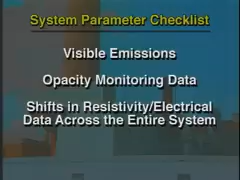 System Parameter Checklist
Visible Emissions
Opacity Monitoring Data
Shifts in Resistivity/Electrical
Data Across the Entire System